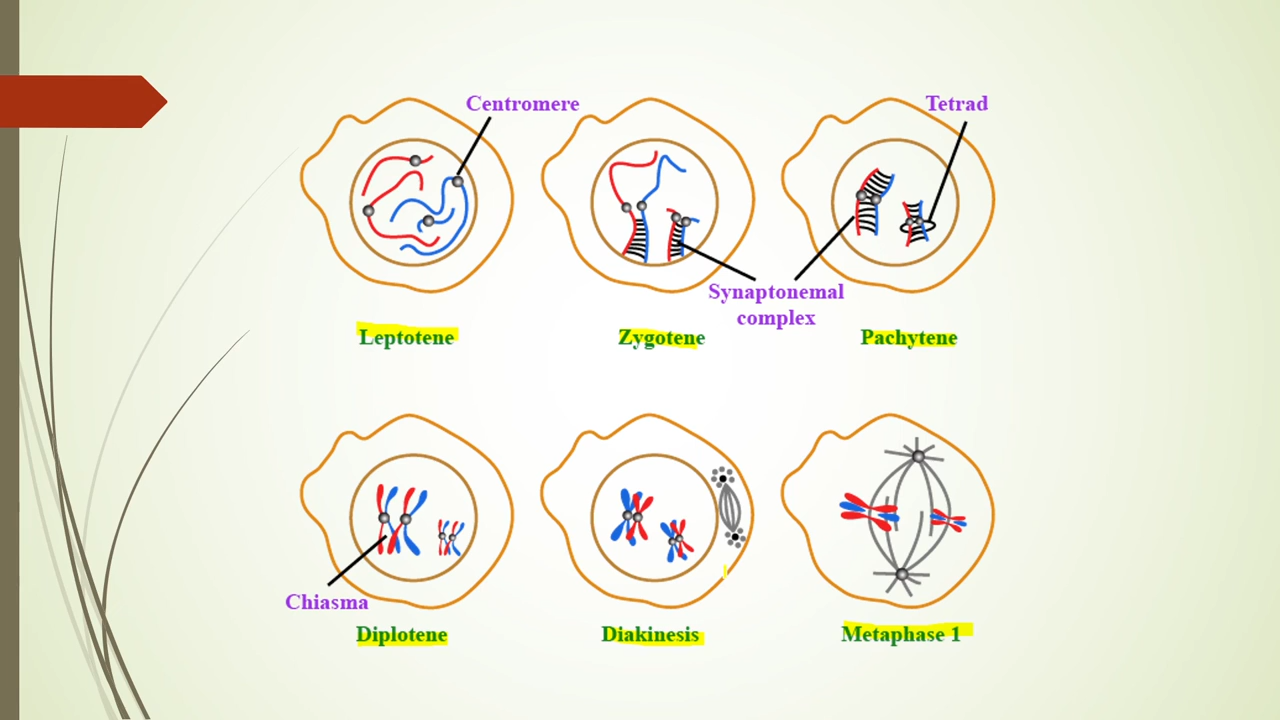 Centromere
Tetrad
Synaptonemal
complex
Leptotene
Zygotene
Pachytene
Chiasma
Diplotene
Diakinesis
Metaphase 1